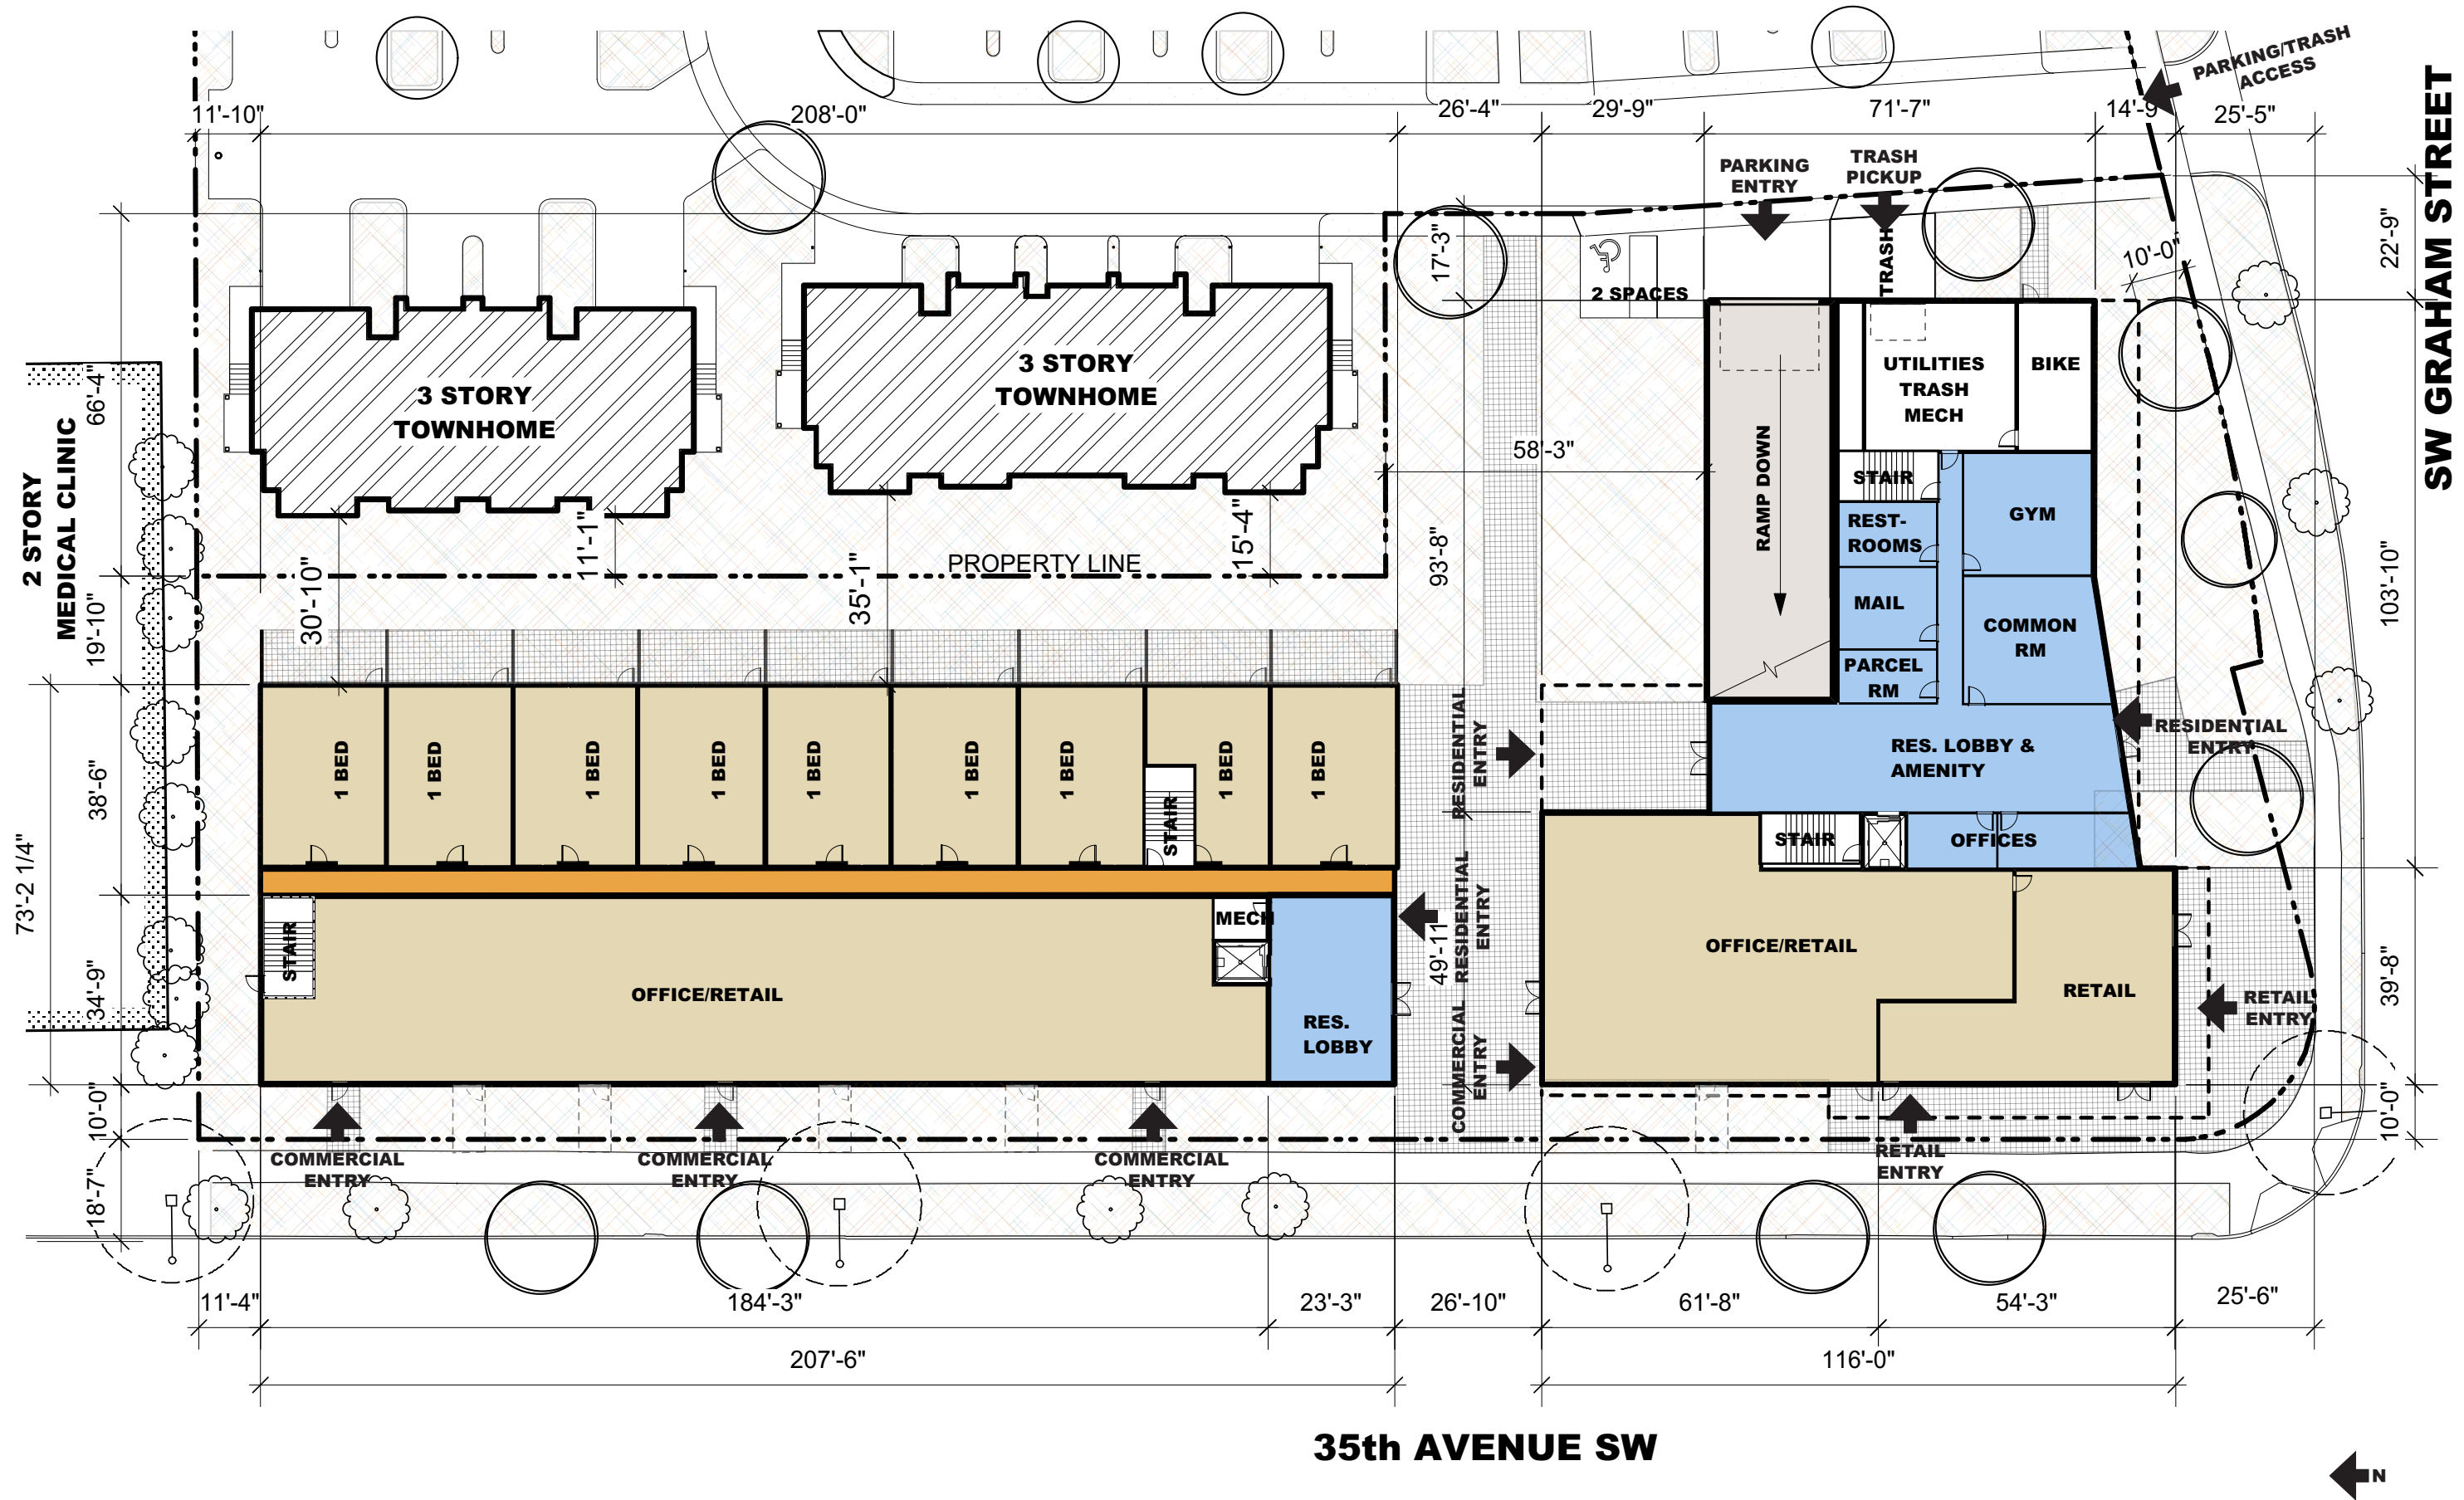 PARKING/TRASH
ACCESS
11'-10"
208'-0"
26'-4"
29'-9"
71'-7"
14'-9
25'-5"
SW GRAHAM STREET
PARKING
ENTRY
TRASH
PICKUP
TRASH
17'-3"
2 SPACES
10'-0"
22'-9"
3 STORY
TOWNHOME
3 STORY
TOWNHOME
66'-4"
2 STORY
MEDICAL CLINIC
UTILITIES
TRASH
MECH
BIKE
58'-3"
RAMP DOWN
STAIR
REST-
ROOMS
GYM
MAIL
COMMON
RM
PARCEL
RM
103'-10"
11'-1"
15'-4"
PROPERTY LINE
30'-10"
35'-1"
93'-8"
19'-10"
RESIDENTIAL
ENTRY
RESIDENTIAL
ENTRY
RES. LOBBY &
AMENITY
1 BED
1 BED
1 BED
1 BED
1 BED
1 BED
1 BED
1 BED
1 BED
STAIR
38'-6"
73'-2 1/4"
STAIR
OFFICES
RESIDENTIAL
ENTRY
49'-11"
STAIR
MECH
OFFICE/RETAIL
RES.
LOBBY
34'-9"
OFFICE/RETAIL
RETAIL
RETAIL
ENTRY
39'-8"
COMMERCIAL
ENTRY
10'-0"
10'-0"
COMMERCIAL
ENTRY
COMMERCIAL
ENTRY
COMMERCIAL
ENTRY
RETAIL
ENTRY
18'-7"
11'-4"
184'-3"
23'-3"
26'-10"
61'-8"
54'-3"
25'-6"
207'-6"
116'-0"
35th AVENUE SW
N